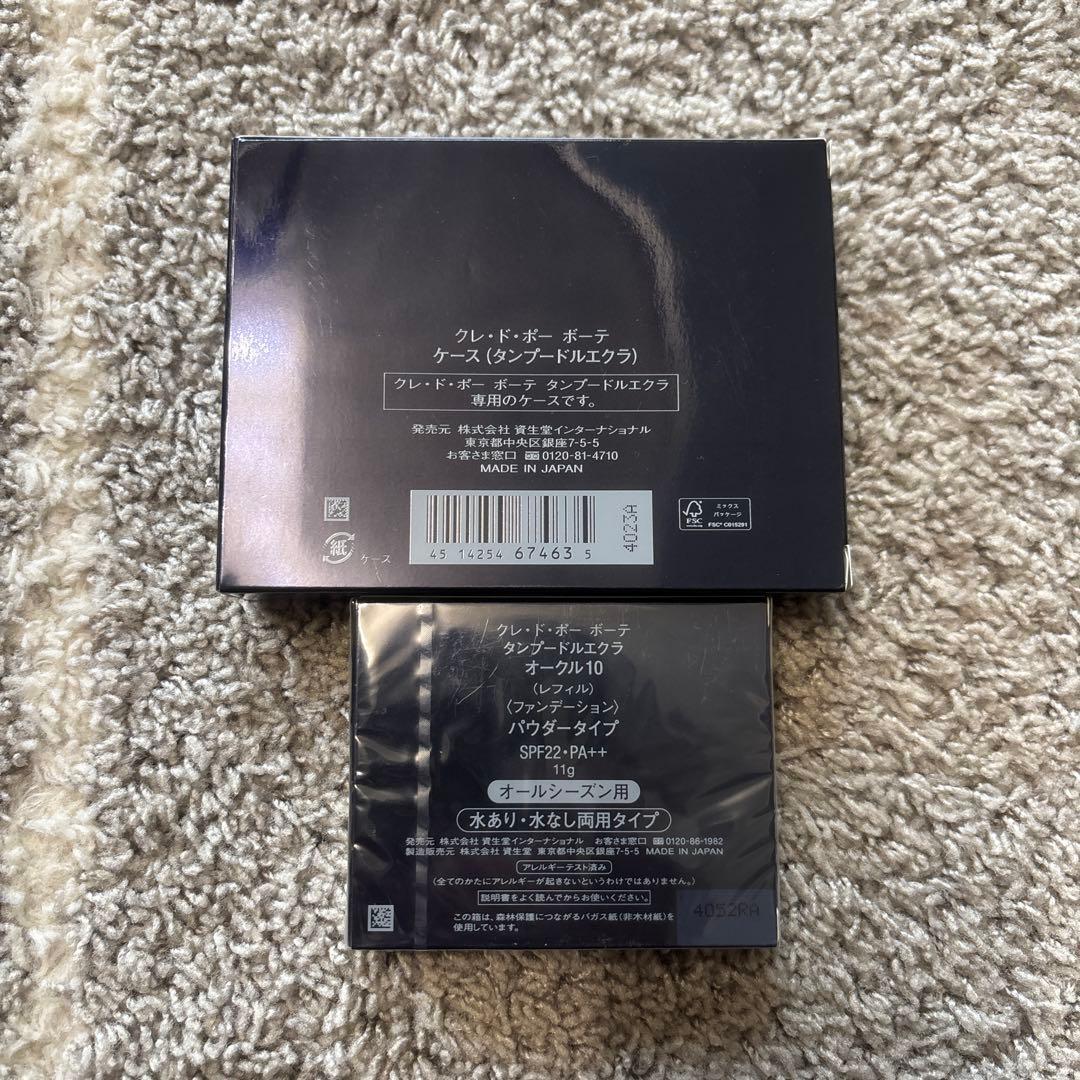 クレ・ド・ポー ボーテ
ケース(タンプードルエクラ)
クレ・ド・ポー ボーテ タンプードルエクラ
専用のケースです。
発売元 株式会社 資生堂インターナショナル
東京都中央区銀座7-5-5
お客さま窓口 0120-81-4710
MADE IN JAPAN
4 514254 674635
4023A
FSC
ミックス
パッケージ
FSC® C015291
紙
ケース
クレ・ド・ポー ボーテ
タンプードルエクラ
オークル10
(レフィル)
〈ファンデーション〉
パウダータイプ
SPF22・PA++
11g
オールシーズン用
水あり・水なし両用タイプ
発売元 株式会社 資生堂インターナショナル お客さま窓口 0120-86-1982
製造販売元 株式会社 資生堂 東京都中央区銀座7-5-5 MADE IN JAPAN
アレルギーテスト済み
(全てのかたにアレルギーが起きないというわけではありません。)
説明書をよく読んでからお使いください。
4052RA
この箱は、森林保護につながるバガス紙(非木材紙)を
使用しています。